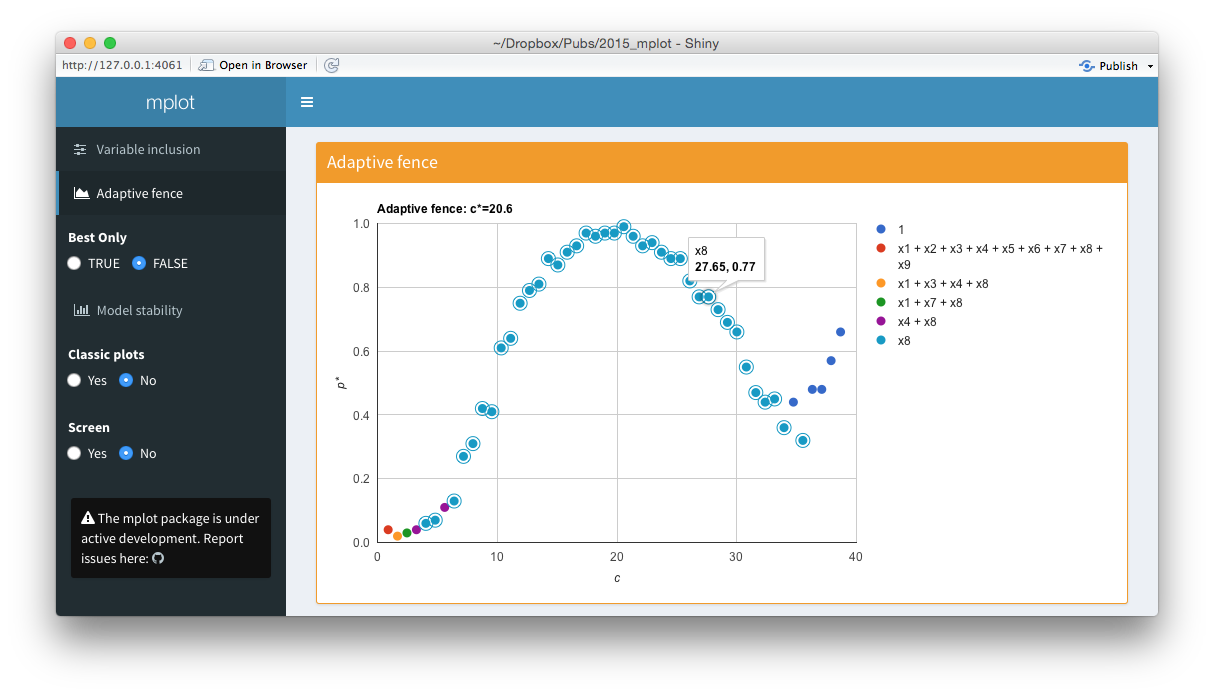 ~/Dropbox/Pubs/2015_mplot - Shiny
http://127.0.0.1:4061 Open in Browser Publish
mplot
Variable inclusion
Adaptive fence
Best Only
TRUE FALSE
Model stability
Classic plots
Yes No
Screen
Yes No
The mplot package is under
active development. Report
issues here:
Adaptive fence
Adaptive fence: c*=20.6
1.0
0.8
0.6
0.4
0.2
0.0
p*
0 10 20 30 40
c
x8
27.65, 0.77
1
x1 + x2 + x3 + x4 + x5 + x6 + x7 + x8 +
x9
x1 + x3 + x4 + x8
x1 + x7 + x8
x4 + x8
x8